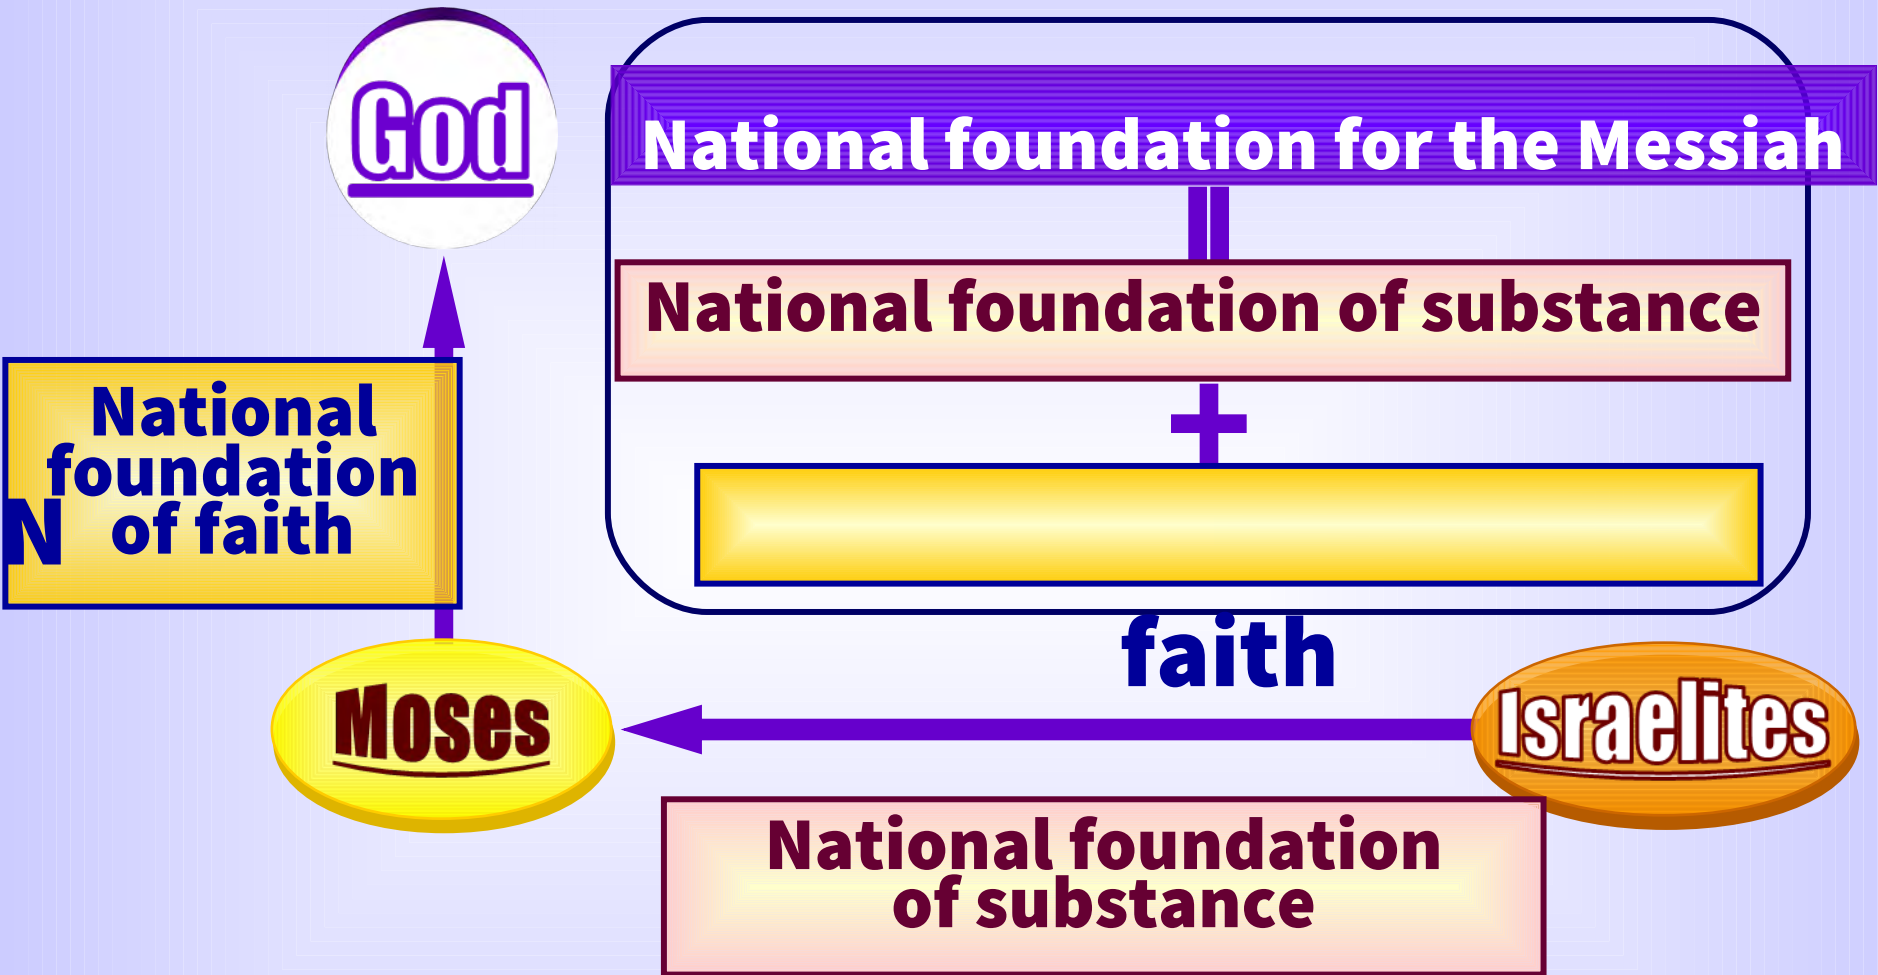 God
National foundation for the Messiah
National foundation of substance
+
National
foundation
of faith
N
faith
Moses
Israelites
National foundation
of substance